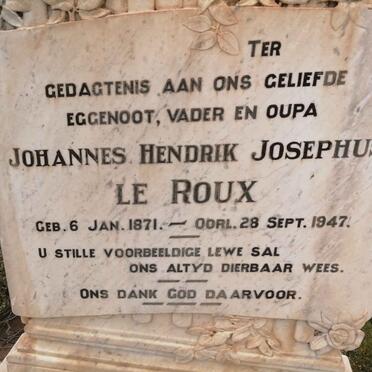 TER
GEDAGTENIS AAN ONS GELIEFDE
EGGENOOT, VADER EN OUPA
JOHANNES HENDRIK JOSEPHUS
LE ROUX
GEB. 6 JAN. 1871. — OORL. 28 SEPT. 1947.
U STILLE VOORBEELDIGE LEWE SAL
ONS ALTYD DIERBAAR WEES.
ONS DANK GOD DAARVOOR.